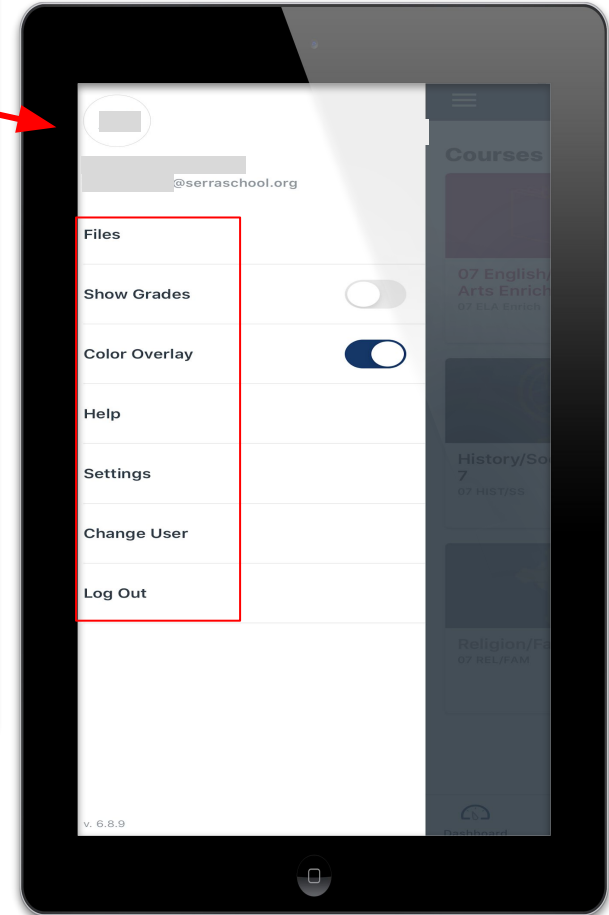 @serraschool.org
Files
Show Grades
Color Overlay
Help
Settings
Change User
Log Out
v. 6.8.9
Courses
07 English/
Arts Enrich
07 ELA Enrich
History/So
7
07 HIST/SS
Religion/Fa
07 REL/FAM
Dashboard